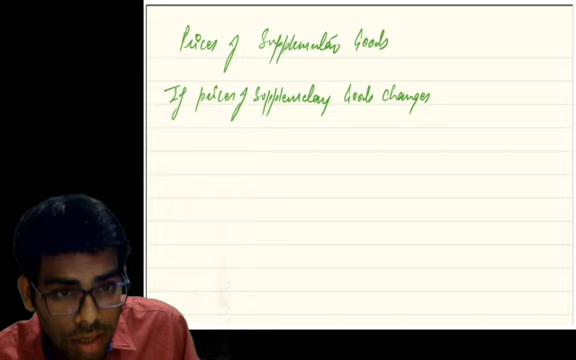 Prices of Supplementary Goods
If prices of Supplementary Goods changes